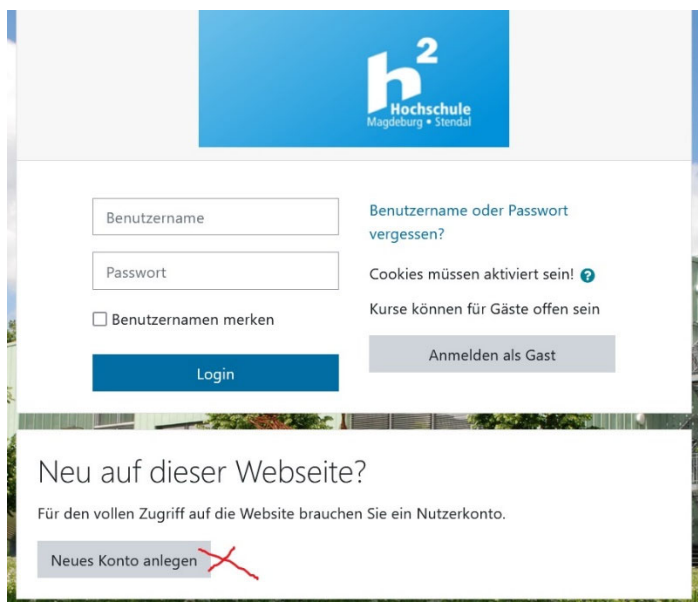 h²
Hochschule
Magdeburg • Stendal
Benutzername
Passwort
Benutzernamen merken
Login
Benutzername oder Passwort
vergessen?
Cookies müssen aktiviert sein! ?
Kurse können für Gäste offen sein
Anmelden als Gast
Neu auf dieser Webseite?
Für den vollen Zugriff auf die Website brauchen Sie ein Nutzerkonto.
Neues Konto anlegen